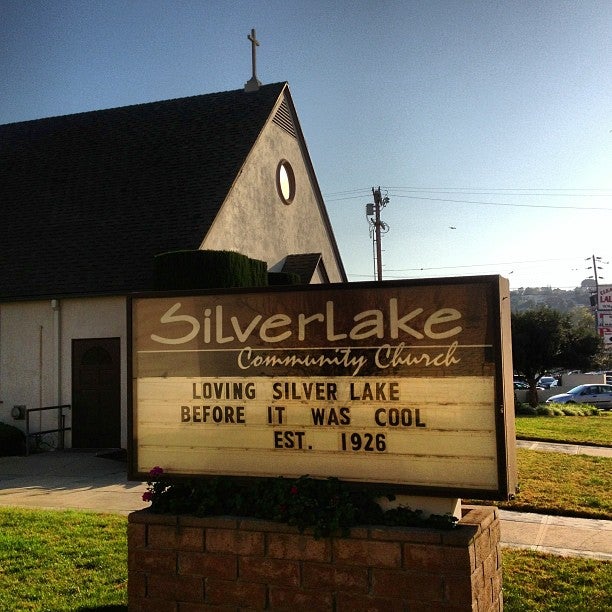 SilverLake
Community Church
LOVING SILVER LAKE
BEFORE IT WAS COOL
EST. 1926